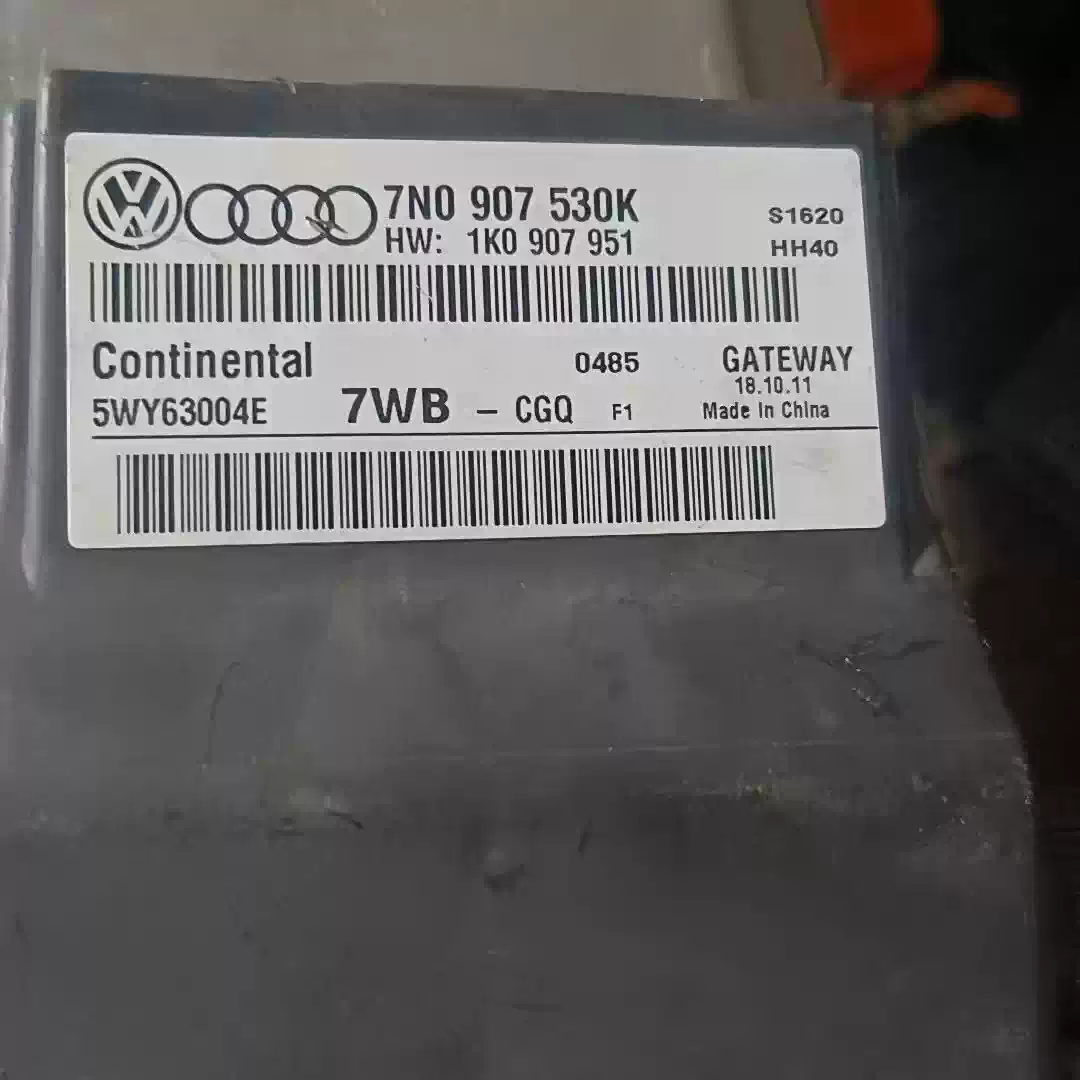 7N0 907 530K
HW: 1K0 907 951
S1620
HH40
Continental
0485
GATEWAY
18.10.11
5WY63004E
7WB - CGQ F1
Made In China